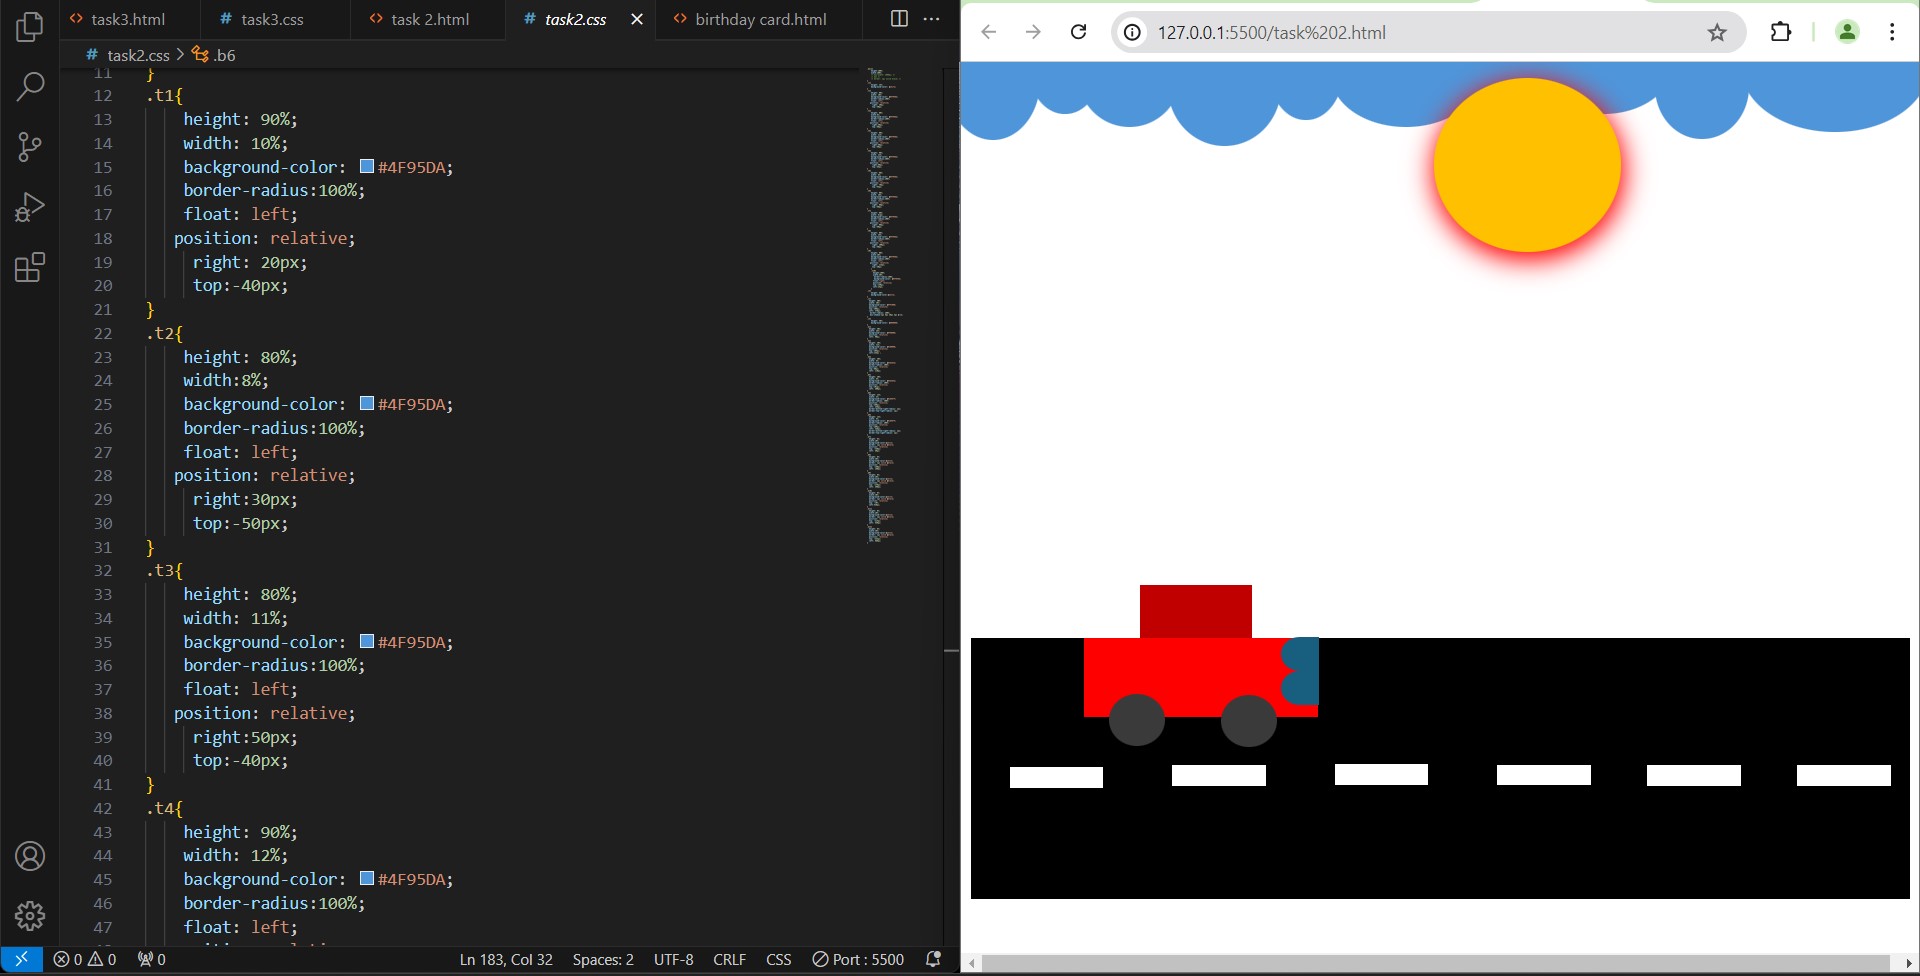 task3.html
task3.css
task 2.html
task2.css
birthday card.html
task2.css > .b6
11 }
12 .t1{
13 height: 90%;
14 width: 10%;
15 background-color: #4F95DA;
16 border-radius:100%;
17 float: left;
18 position: relative;
19 right: 20px;
20 top:-40px;
21 }
22 .t2{
23 height: 80%;
24 width:8%;
25 background-color: #4F95DA;
26 border-radius:100%;
27 float: left;
28 position: relative;
29 right:30px;
30 top:-50px;
31 }
32 .t3{
33 height: 80%;
34 width: 11%;
35 background-color: #4F95DA;
36 border-radius:100%;
37 float: left;
38 position: relative;
39 right:50px;
40 top:-40px;
41 }
42 .t4{
43 height: 90%;
44 width: 12%;
45 background-color: #4F95DA;
46 border-radius:100%;
47 float: left;
0 0 0 Ln 183, Col 32 Spaces: 2 UTF-8 CRLF CSS Port : 5500
127.0.0.1:5500/task%202.html